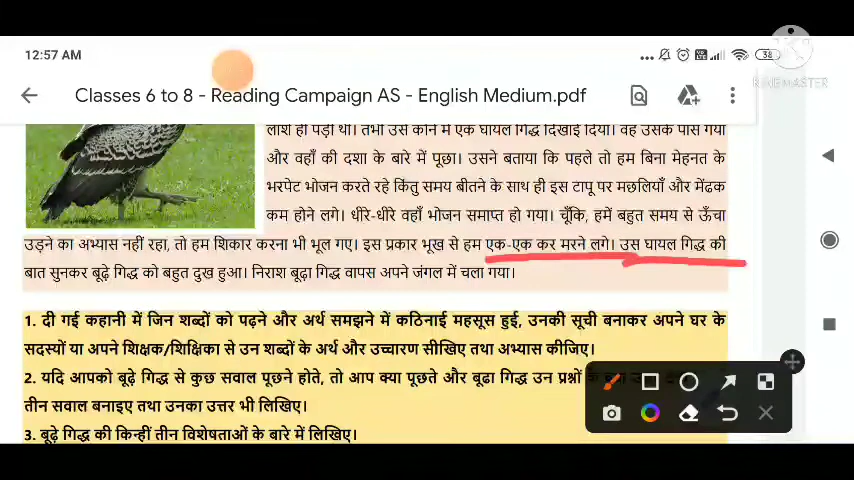 12:57 AM
38
KINEMASTER
Classes 6 to 8 - Reading Campaign AS - English Medium.pdf
लाश ही पड़ी थी। तभी उस कोने में एक घायल गिद्ध दिखाई दिया। वह उसके पास गया
और वहाँ की दशा के बारे में पूछा। उसने बताया कि पहले तो हम बिना मेहनत के
भरपेट भोजन करते रहे किंतु समय बीतने के साथ ही इस टापू पर मछलियाँ और मेंढक
कम होने लगे। धीरे-धीरे वहाँ भोजन समाप्त हो गया। चूँकि, हमें बहुत समय से ऊँचा
उड़ने का अभ्यास नहीं रहा, तो हम शिकार करना भी भूल गए। इस प्रकार भूख से हम एक-एक कर मरने लगे। उस घायल गिद्ध की
बात सुनकर बूढ़े गिद्ध को बहुत दुख हुआ। निराश बूढ़ा गिद्ध वापस अपने जंगल में चला गया।
1. दी गई कहानी में जिन शब्दों को पढ़ने और अर्थ समझने में कठिनाई महसूस हुई, उनकी सूची बनाकर अपने घर के
सदस्यों या अपने शिक्षक/शिक्षिका से उन शब्दों के अर्थ और उच्चारण सीखिए तथा अभ्यास कीजिए।
2. यदि आपको बूढ़े गिद्ध से कुछ सवाल पूछने होते, तो आप क्या पूछते और बूढा गिद्ध उन प्रश्नों
तीन सवाल बनाइए तथा उनका उत्तर भी लिखिए।
3. बूढ़े गिद्ध की किन्हीं तीन विशेषताओं के बारे में लिखिए।